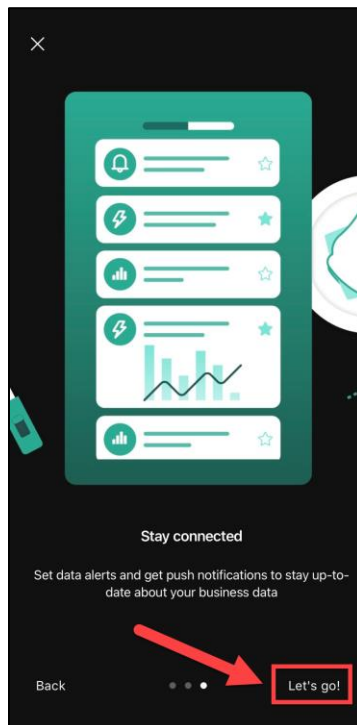 Stay connected
Set data alerts and get push notifications to stay up-to-
date about your business data
Back
Let's go!